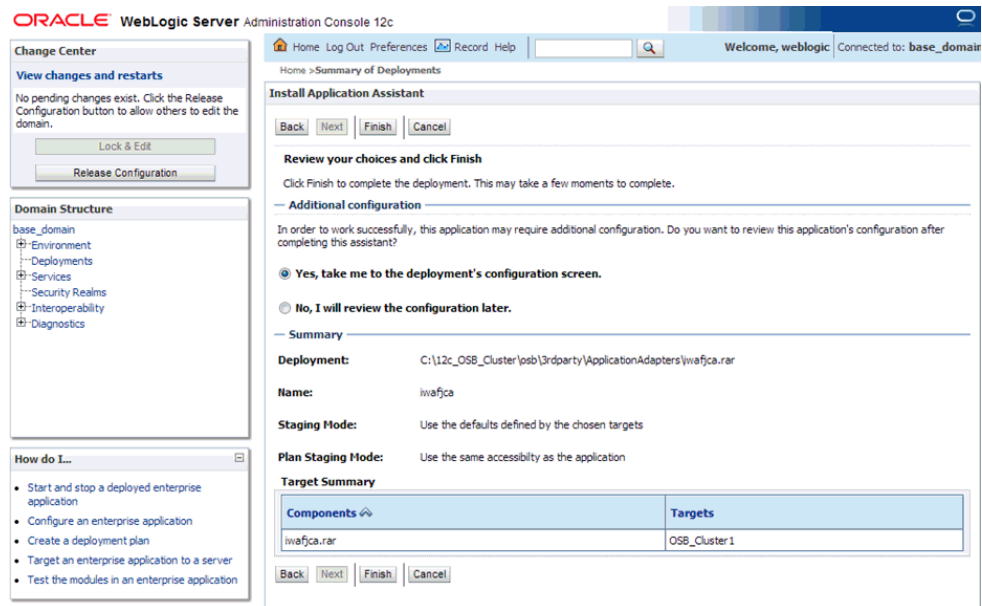 ORACLE WebLogic Server Administration Console 12c
Change Center
View changes and restarts
No pending changes exist. Click the Release
Configuration button to allow others to edit the
domain.
Lock & Edit
Release Configuration
Domain Structure
base_domain
Environment
Deployments
Services
Security Realms
Interoperability
Diagnostics
How do I...
Start and stop a deployed enterprise
application
Configure an enterprise application
Create a deployment plan
Target an enterprise application to a server
Test the modules in an enterprise application
Home Log Out Preferences Record Help
Welcome, weblogic Connected to: base_domain
Home >Summary of Deployments
Install Application Assistant
Back Next Finish Cancel
Review your choices and click Finish
Click Finish to complete the deployment. This may take a few moments to complete.
Additional configuration
In order to work successfully, this application may require additional configuration. Do you want to review this application's configuration after
completing this assistant?
Yes, take me to the deployment's configuration screen.
No, I will review the configuration later.
Summary
Deployment: C:\12c_OSB_Cluster\osb\3rdparty\ApplicationAdapters\iwafjca.rar
Name: iwafjca
Staging Mode: Use the defaults defined by the chosen targets
Plan Staging Mode: Use the same accessibilty as the application
Target Summary
Components Targets
iwafjca.rar OSB_Cluster1
Back Next Finish Cancel